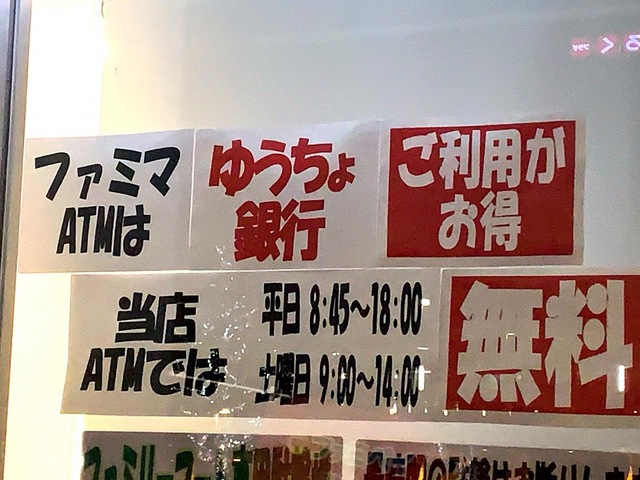 ファミマ
ATMは
ゆうちょ
銀行
ご利用が
お得
当店
ATMでは
平日 8:45〜18:00
土曜日 9:00〜14:00
無料